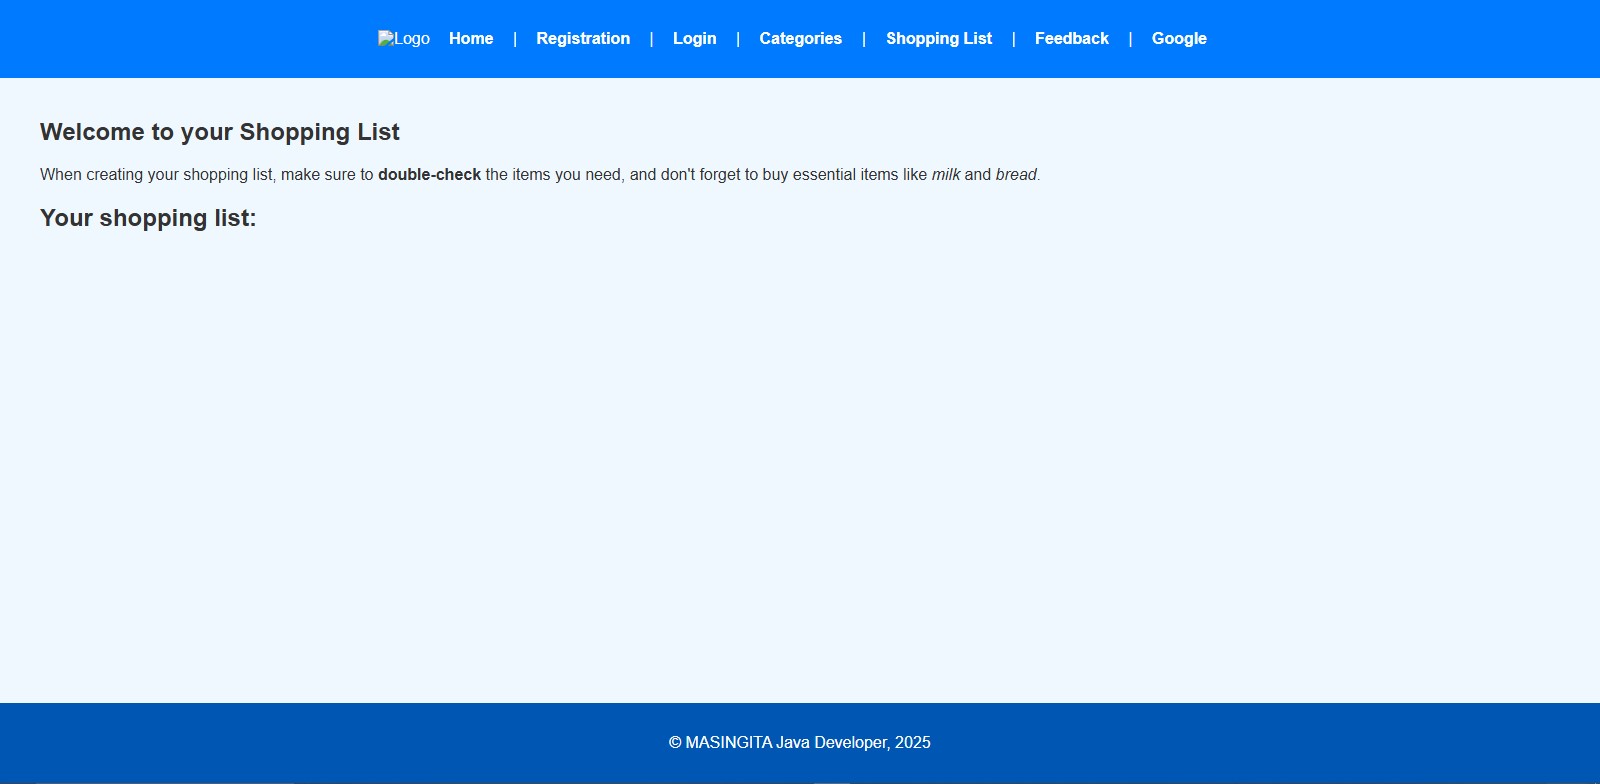 Logo Home | Registration | Login | Categories | Shopping List | Feedback | Google
Welcome to your Shopping List
When creating your shopping list, make sure to double-check the items you need, and don't forget to buy essential items like milk and bread.
Your shopping list:
© MASINGITA Java Developer, 2025